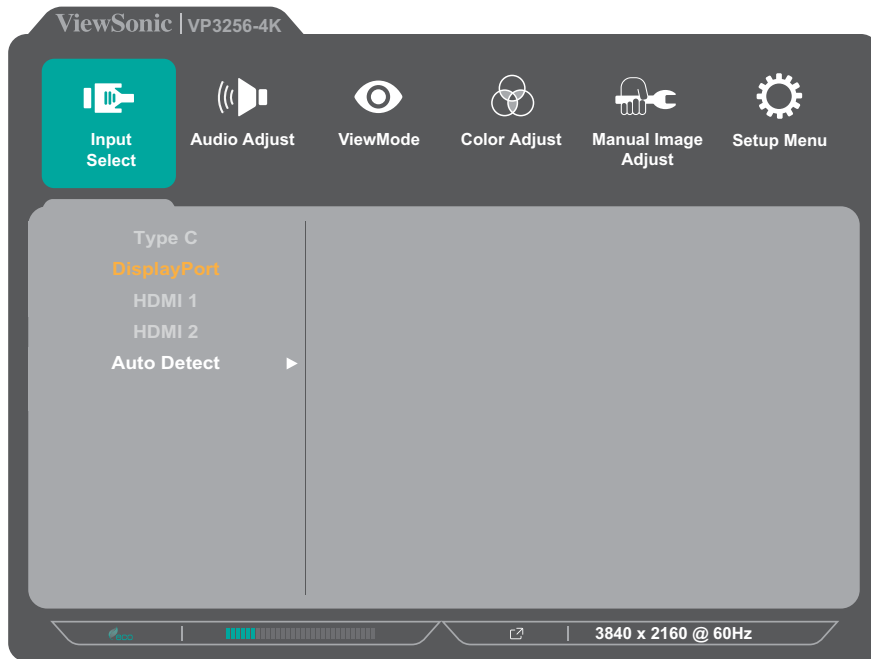 ViewSonic | VP3256-4K
Input
Select
Audio Adjust
ViewMode
Color Adjust
Manual Image
Adjust
Setup Menu
Type C
DisplayPort
HDMI 1
HDMI 2
Auto Detect
eco
3840 x 2160 @ 60Hz